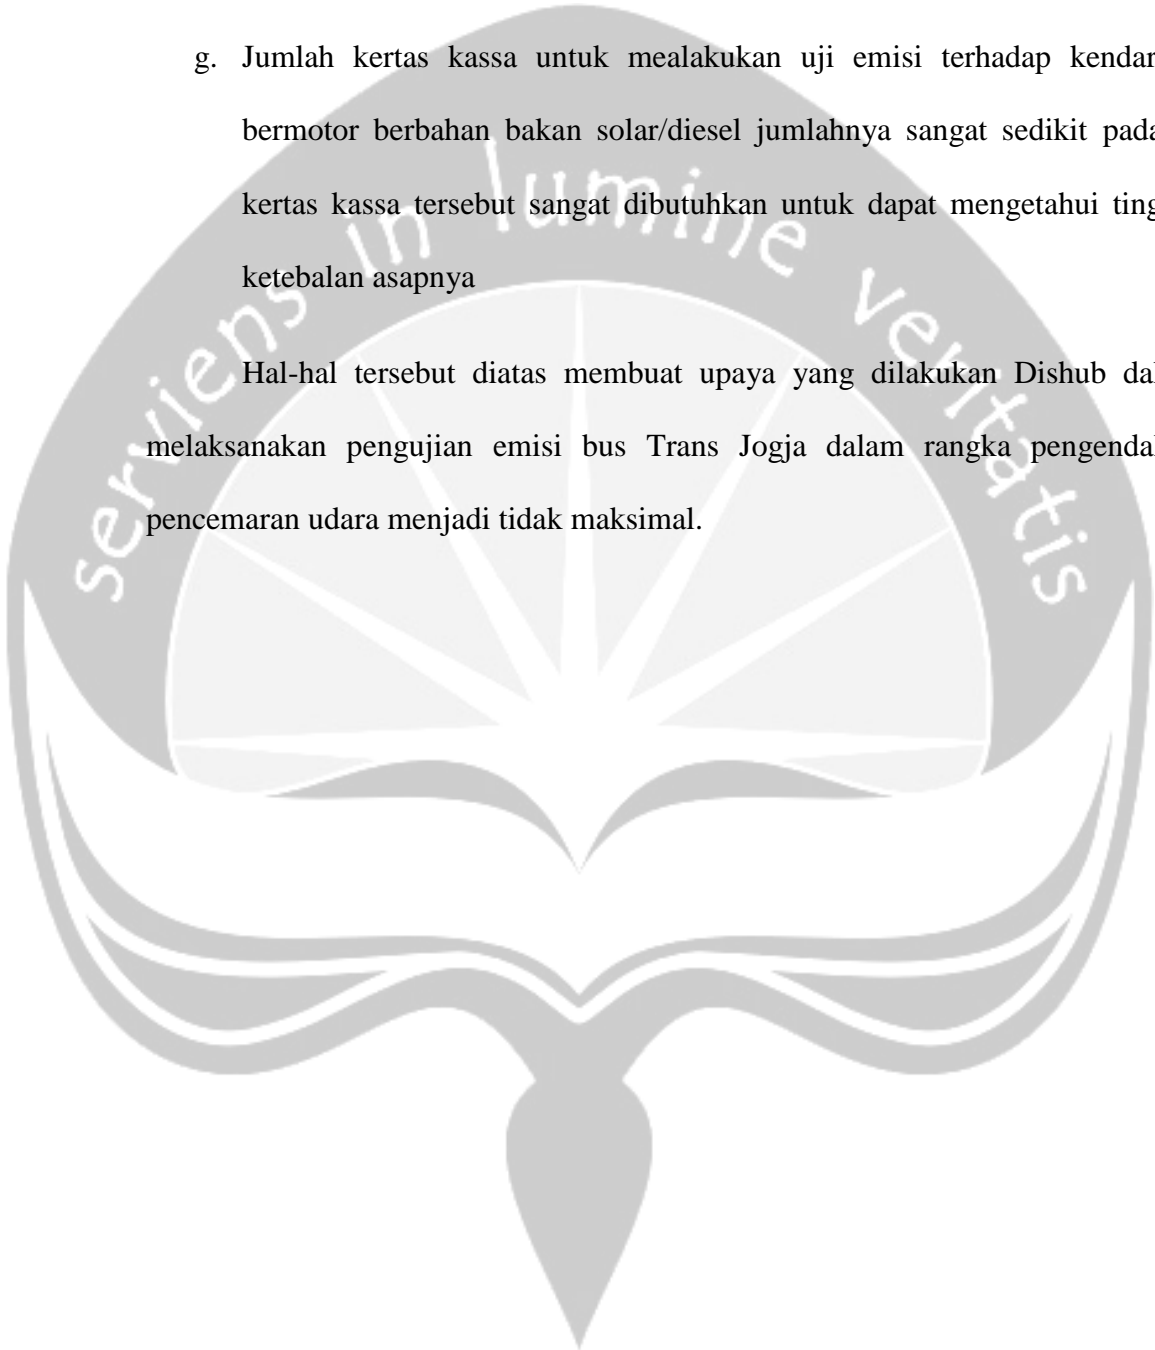 g. Jumlah kertas kassa untuk mealakukan uji emisi terhadap kendar
bermotor berbahan bakan solar/diesel jumlahnya sangat sedikit pada
kertas kassa tersebut sangat dibutuhkan untuk dapat mengetahui ting
ketebalan asapnya
Hal-hal tersebut diatas membuat upaya yang dilakukan Dishub dal
melaksanakan pengujian emisi bus Trans Jogja dalam rangka pengendal
pencemaran udara menjadi tidak maksimal.
serviens in lumine veritatis